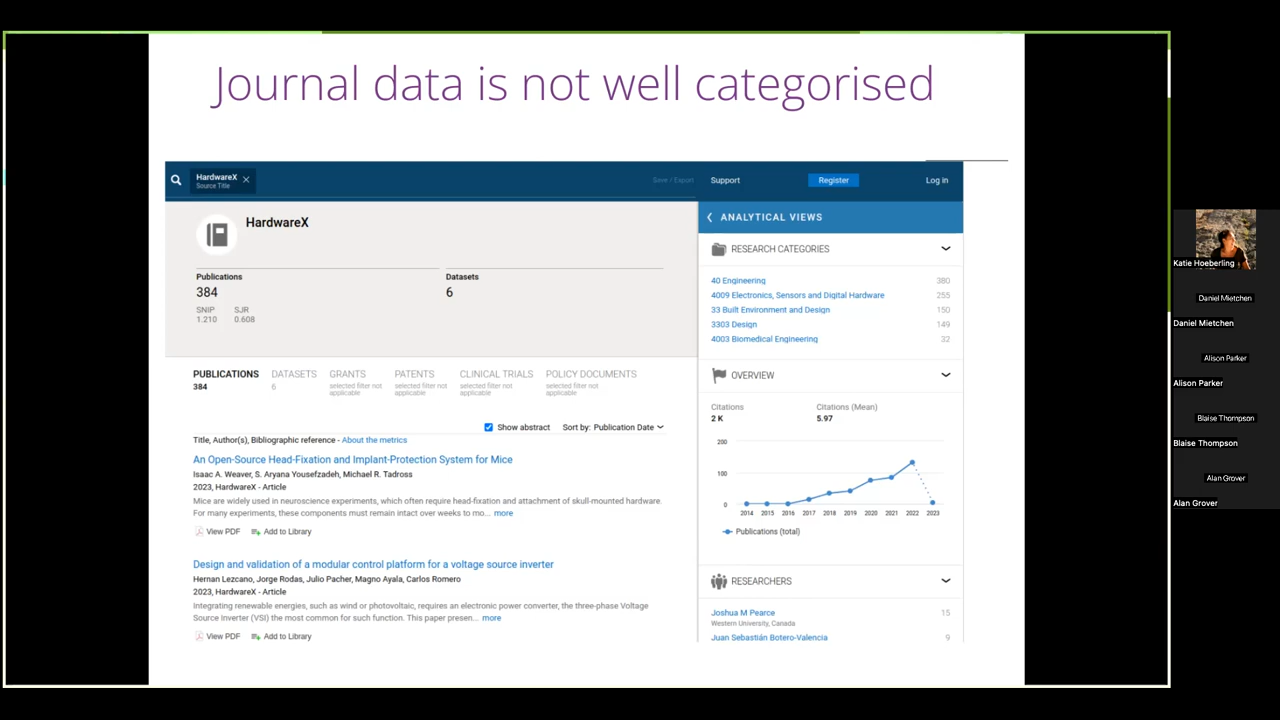 Journal data is not well categorised
HardwareX
Source Title
Save / Export
Support
Register
Log in
HardwareX
Publications
384
Datasets
6
SNIP
1.210
SJR
0.608
PUBLICATIONS
384
DATASETS
6
GRANTS
selected filter not
applicable
PATENTS
selected filter not
applicable
CLINICAL TRIALS
selected filter not
applicable
POLICY DOCUMENTS
selected filter not
applicable
Show abstract
Sort by: Publication Date
Title, Author(s), Bibliographic reference - About the metrics
An Open-Source Head-Fixation and Implant-Protection System for Mice
Isaac A. Weaver, S. Aryana Yousefzadeh, Michael R. Tadross
2023, HardwareX - Article
Mice are widely used in neuroscience experiments, which often require head-fixation and attachment of skull-mounted hardware.
For many experiments, these components must remain intact over weeks to mo... more
View PDF
Add to Library
Design and validation of a modular control platform for a voltage source inverter
Hernan Lezcano, Jorge Rodas, Julio Pacher, Magno Ayala, Carlos Romero
2023, HardwareX - Article
Integrating renewable energies, such as wind or photovoltaic, requires an electronic power converter, the three-phase Voltage
Source Inverter (VSI) the most common for such function. This paper presen... more
View PDF
Add to Library
ANALYTICAL VIEWS
RESEARCH CATEGORIES
40 Engineering 380
4009 Electronics, Sensors and Digital Hardware 255
33 Built Environment and Design 150
3303 Design 149
4003 Biomedical Engineering 32
OVERVIEW
Citations
2 K
Citations (Mean)
5.97
200
100
0
2014 2015 2016 2017 2018 2019 2020 2021 2022 2023
Publications (total)
RESEARCHERS
Joshua M Pearce 15
Western University, Canada
Juan Sebastián Botero-Valencia 9
Katie Hoeberling
Daniel Mietchen
Daniel Mietchen
Alison Parker
Alison Parker
Blaise Thompson
Blaise Thompson
Alan Grover
Alan Grover